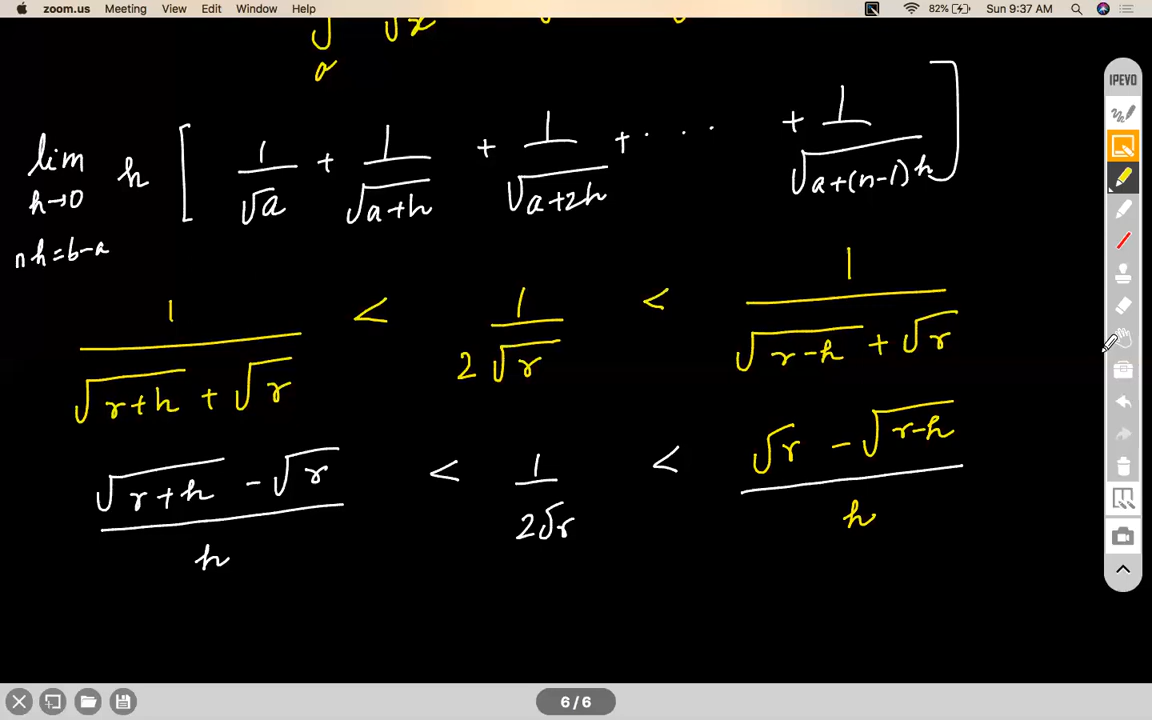 zoom.us Meeting View Edit Window Help 82% Sun 9:37 AM
∫ √x
a
lim h→0 h [ 1/√a + 1/√(a+h) + 1/√(a+2h) + ... + 1/√(a+(n-1)h) ]
nh=b-a
1/(√(r+h) + √r) < 1/(2√r) < 1/(√(r-h) + √r)
(√(r+h) - √r)/h < 1/(2√r) < (√r - √(r-h))/h
IPEVO
6/6